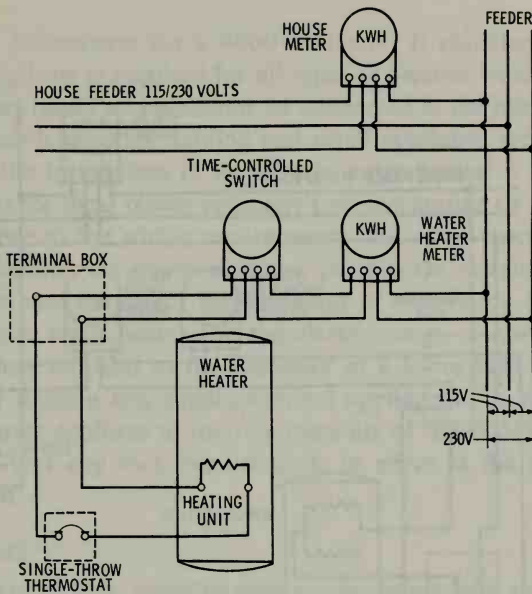 HOUSE
METER
KWH
FEEDER
HOUSE FEEDER 115/230 VOLTS
TIME-CONTROLLED
SWITCH
KWH
WATER
HEATER
METER
TERMINAL BOX
WATER
HEATER
115V
230V
HEATING
UNIT
SINGLE-THROW
THERMOSTAT